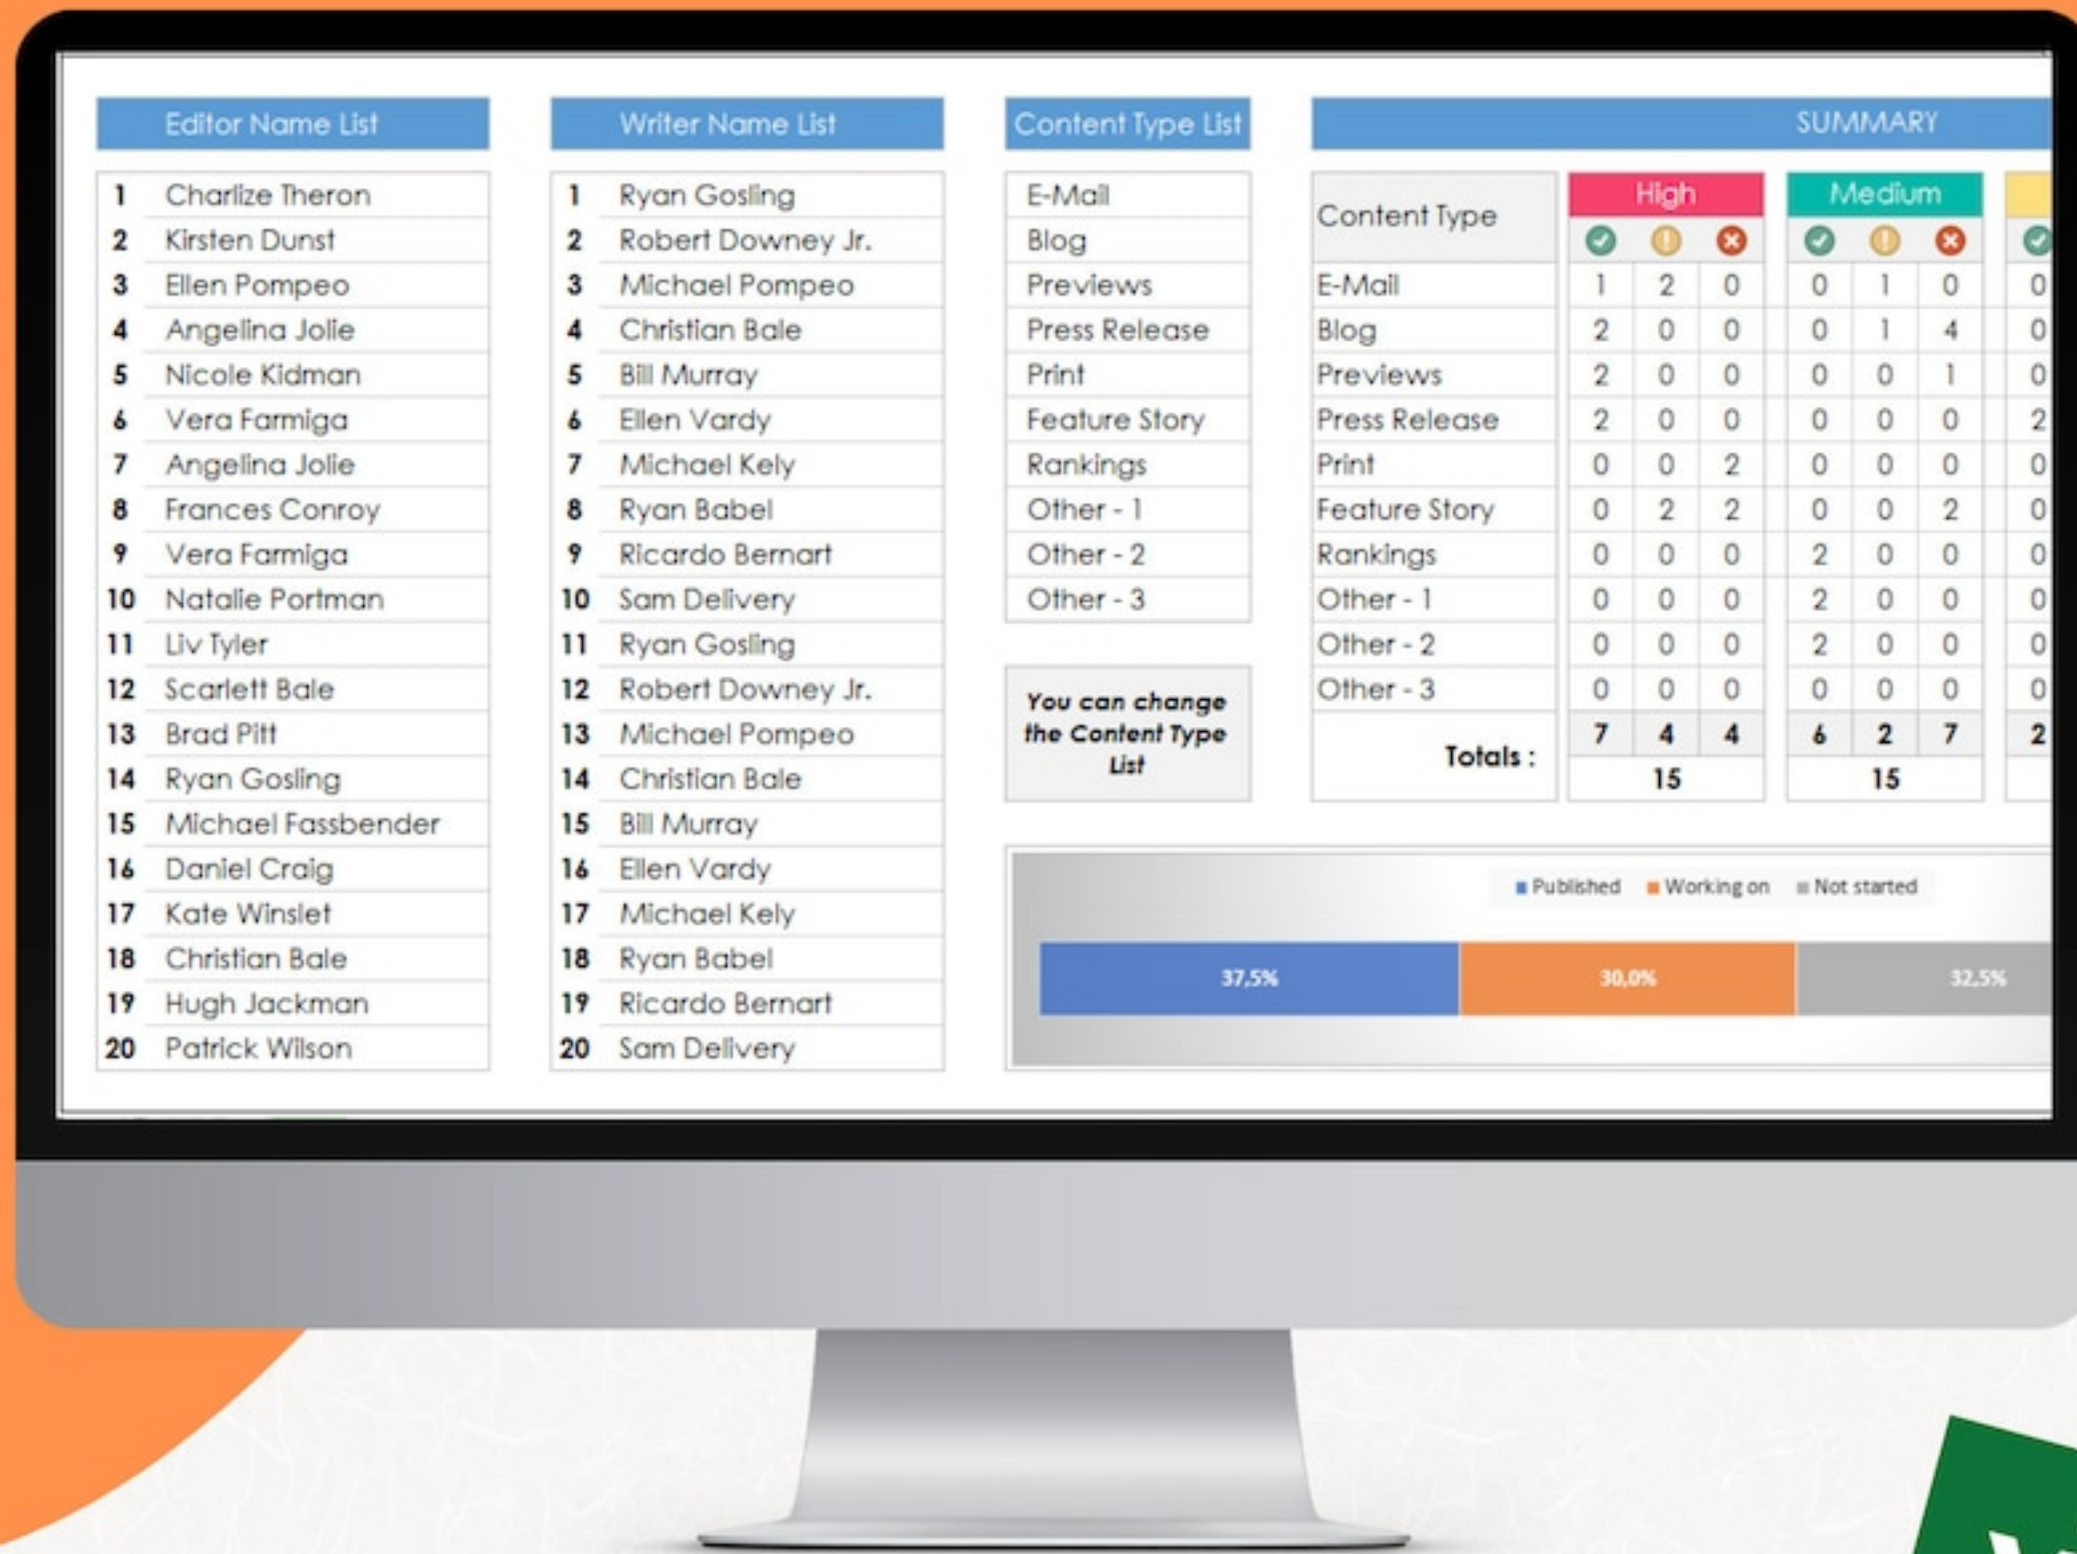 Editor Name List
1 Charlize Theron
2 Kirsten Dunst
3 Ellen Pompeo
4 Angelina Jolie
5 Nicole Kidman
6 Vera Farmiga
7 Angelina Jolie
8 Frances Conroy
9 Vera Farmiga
10 Natalie Portman
11 Liv Tyler
12 Scarlett Bale
13 Brad Pitt
14 Ryan Gosling
15 Michael Fassbender
16 Daniel Craig
17 Kate Winslet
18 Christian Bale
19 Hugh Jackman
20 Patrick Wilson
Writer Name List
1 Ryan Gosling
2 Robert Downey Jr.
3 Michael Pompeo
4 Christian Bale
5 Bill Murray
6 Ellen Vardy
7 Michael Kely
8 Ryan Babel
9 Ricardo Bernart
10 Sam Delivery
11 Ryan Gosling
12 Robert Downey Jr.
13 Michael Pompeo
14 Christian Bale
15 Bill Murray
16 Ellen Vardy
17 Michael Kely
18 Ryan Babel
19 Ricardo Bernart
20 Sam Delivery
Content Type List
E-Mail
Blog
Previews
Press Release
Print
Feature Story
Rankings
Other - 1
Other - 2
Other - 3
You can change
the Content Type
List
SUMMARY
Content Type High Medium
E-Mail 1 2 0 0 1 0 0
Blog 2 0 0 0 1 4 0
Previews 2 0 0 0 0 1 0
Press Release 2 0 0 0 0 0 2
Print 0 0 2 0 0 0 0
Feature Story 0 2 2 0 0 2 0
Rankings 0 0 0 2 0 0 0
Other - 1 0 0 0 2 0 0 0
Other - 2 0 0 0 2 0 0 0
Other - 3 0 0 0 0 0 0 0
Totals : 7 4 4 6 2 7 2
15 15
Published Working on Not started
37,5% 30,0% 32,5%